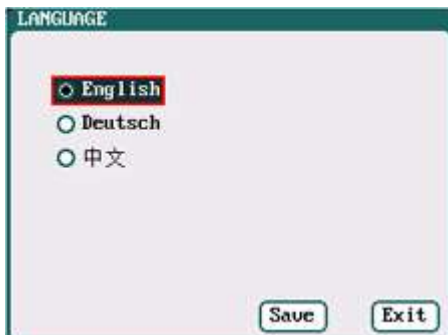 LANGUAGE
English
Deutsch
中文
Save Exit